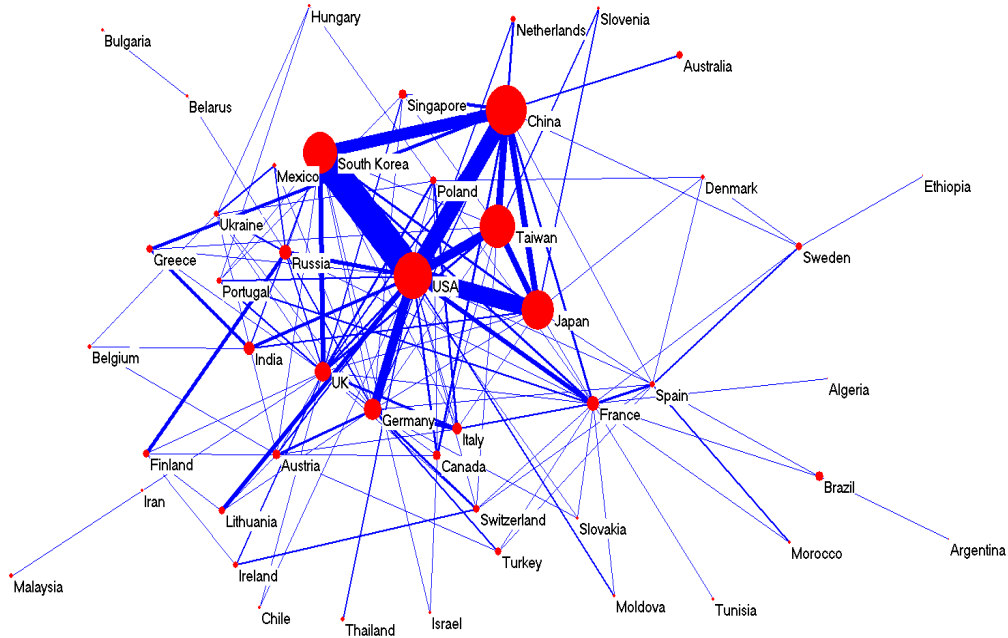 Hungary
Slovenia
Netherlands
Bulgaria
Australia
Singapore
Belarus
China
South Korea
Mexico
Poland
Denmark
Ethiopia
Ukraine
Taiwan
Greece
Russia
Sweden
Portugal
USA
Japan
Belgium
India
UK
Spain
Algeria
Germany
France
Italy
Finland
Austria
Canada
Brazil
Iran
Lithuania
Switzerland
Slovakia
Turkey
Morocco
Argentina
Ireland
Malaysia
Moldova
Tunisia
Chile
Thailand
Israel